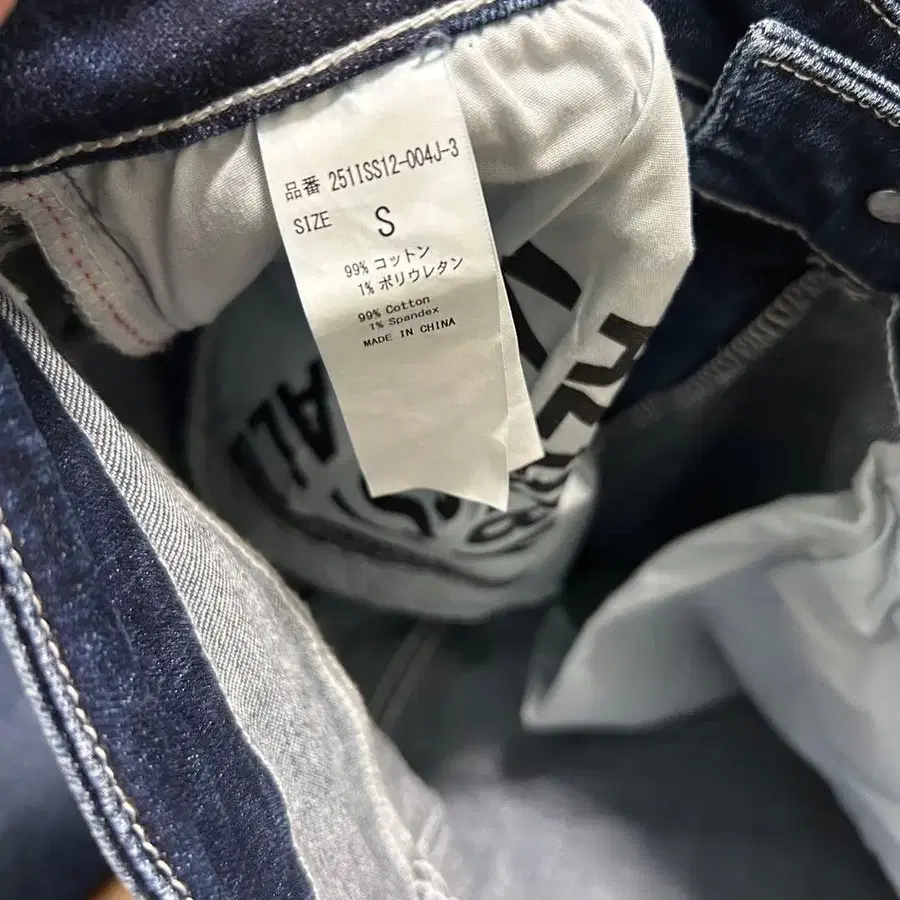 品番 251ISS12-004J-3
SIZE S
99% コットン
1% ポリウレタン
99% Cotton
1% Spandex
MADE IN CHINA